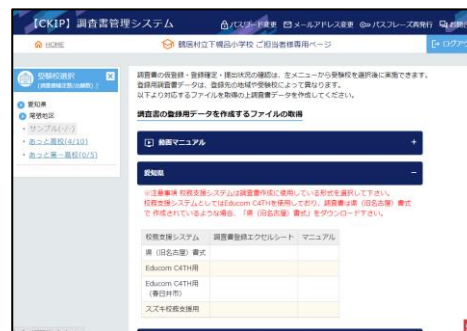 【CKIP】調査書管理システム
パスワード変更 メールアドレス変更 パスフレーズ再発行
HOME
鶴居村立下幌呂小学校 ご担当者様専用ページ
ログアウ
受験校選択
愛知県
尾張地区
サンプル(-/-)
あっと高校(4/10)
あっと第一高校(0/5)
調査書の仮登録・登録確定・提出状況の確認は、左メニューから受験校を選択後に実施できます。
登録用調査書データは、登録先の地域や受験校によって異なります。
以下より対応するファイルを取得の上調査書データを作成してください。
調査書の登録用データを作成するファイルの取得
動画マニュアル +
愛知県 −
※注意事項 校務支援システムは調査書作成に使用している形式を選択して下さい。
校務支援システムとしてはEducom C4THを使用しており、調査書は県（旧名古屋）書式
で 作成されているような場合、「県（旧名古屋）書式」をダウンロード下さい。
校務支援システム 調査書登録エクセルシート マニュアル
県（旧名古屋）書式
Educom C4TH用
Educom C4TH用
（春日井市）
スズキ校務支援用